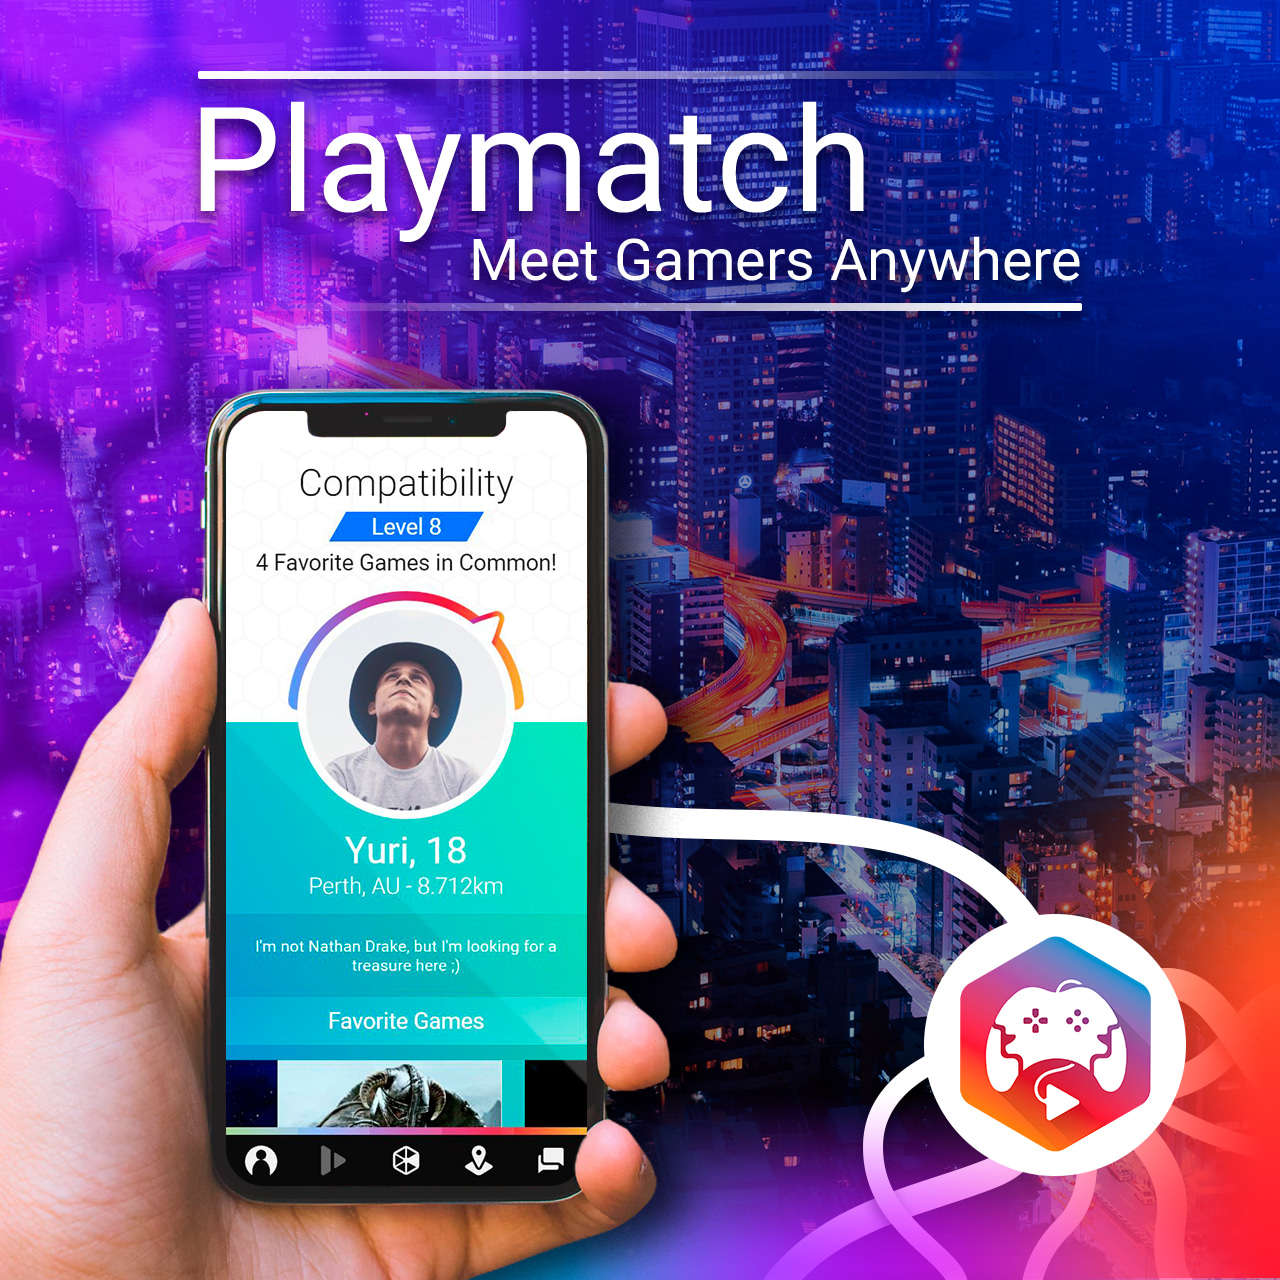 Playmatch
Meet Gamers Anywhere
Compatibility
Level 8
4 Favorite Games in Common!
Yuri, 18
Perth, AU - 8.712km
I'm not Nathan Drake, but I'm looking for a
treasure here ;)
Favorite Games